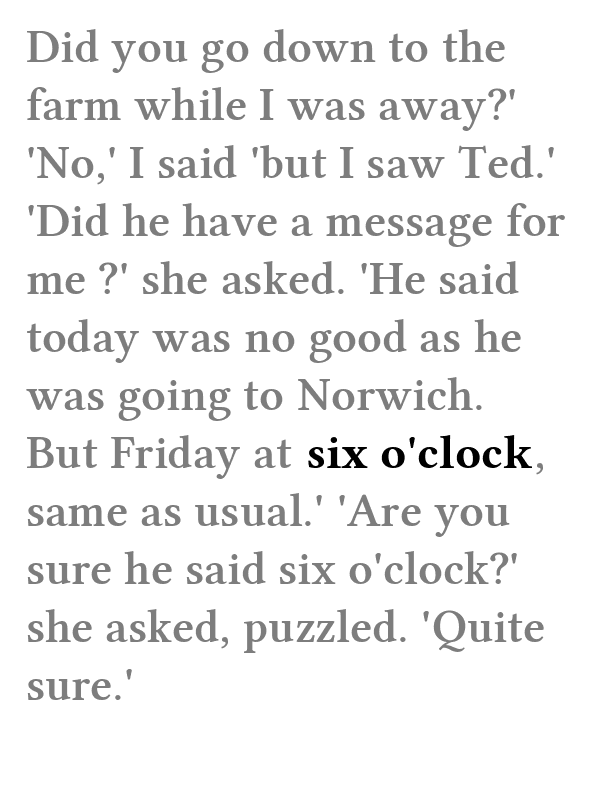 Did you go down to the
farm while I was away?'
'No,' I said 'but I saw Ted.'
'Did he have a message for
me ?' she asked. 'He said
today was no good as he
was going to Norwich.
But Friday at six o'clock,
same as usual.' 'Are you
sure he said six o'clock?'
she asked, puzzled. 'Quite
sure.'